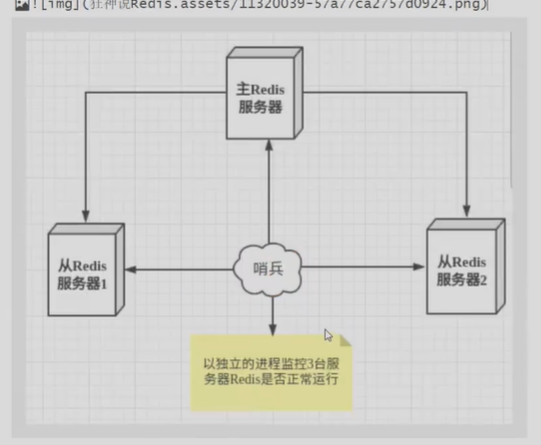 ![img](狂神说Redis.assets/11320039-57a77ca2757d0924.png)
主Redis
服务器
从Redis
服务器1
哨兵
从Redis
服务器2
以独立的进程监控3台服
务器Redis是否正常运行